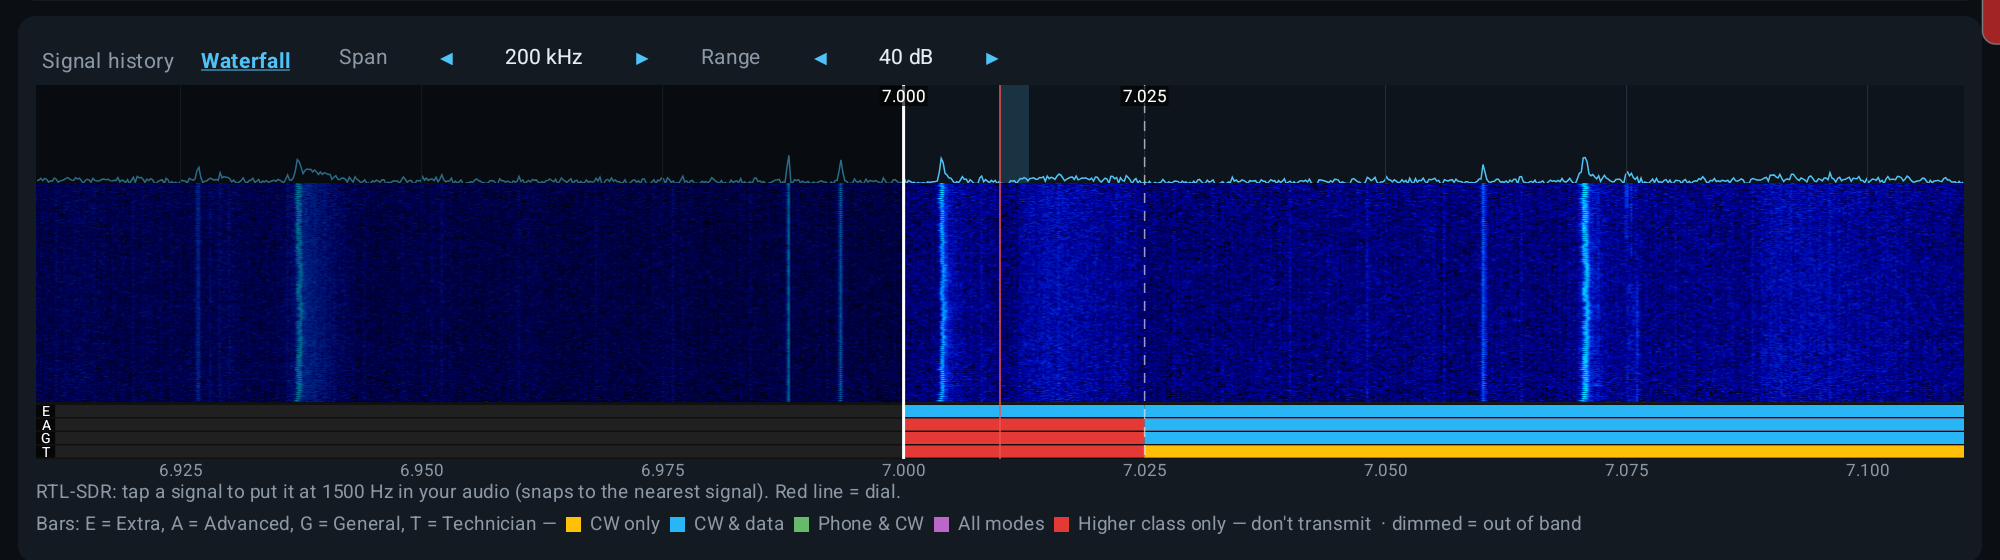 Signal history Waterfall Span ◀ 200 kHz ▶ Range ◀ 40 dB ▶
7.000 7.025
E
A
G
T
6.925 6.950 6.975 7.000 7.025 7.050 7.075 7.100
RTL-SDR: tap a signal to put it at 1500 Hz in your audio (snaps to the nearest signal). Red line = dial.
Bars: E = Extra, A = Advanced, G = General, T = Technician — CW only CW & data Phone & CW All modes Higher class only — don't transmit · dimmed = out of band